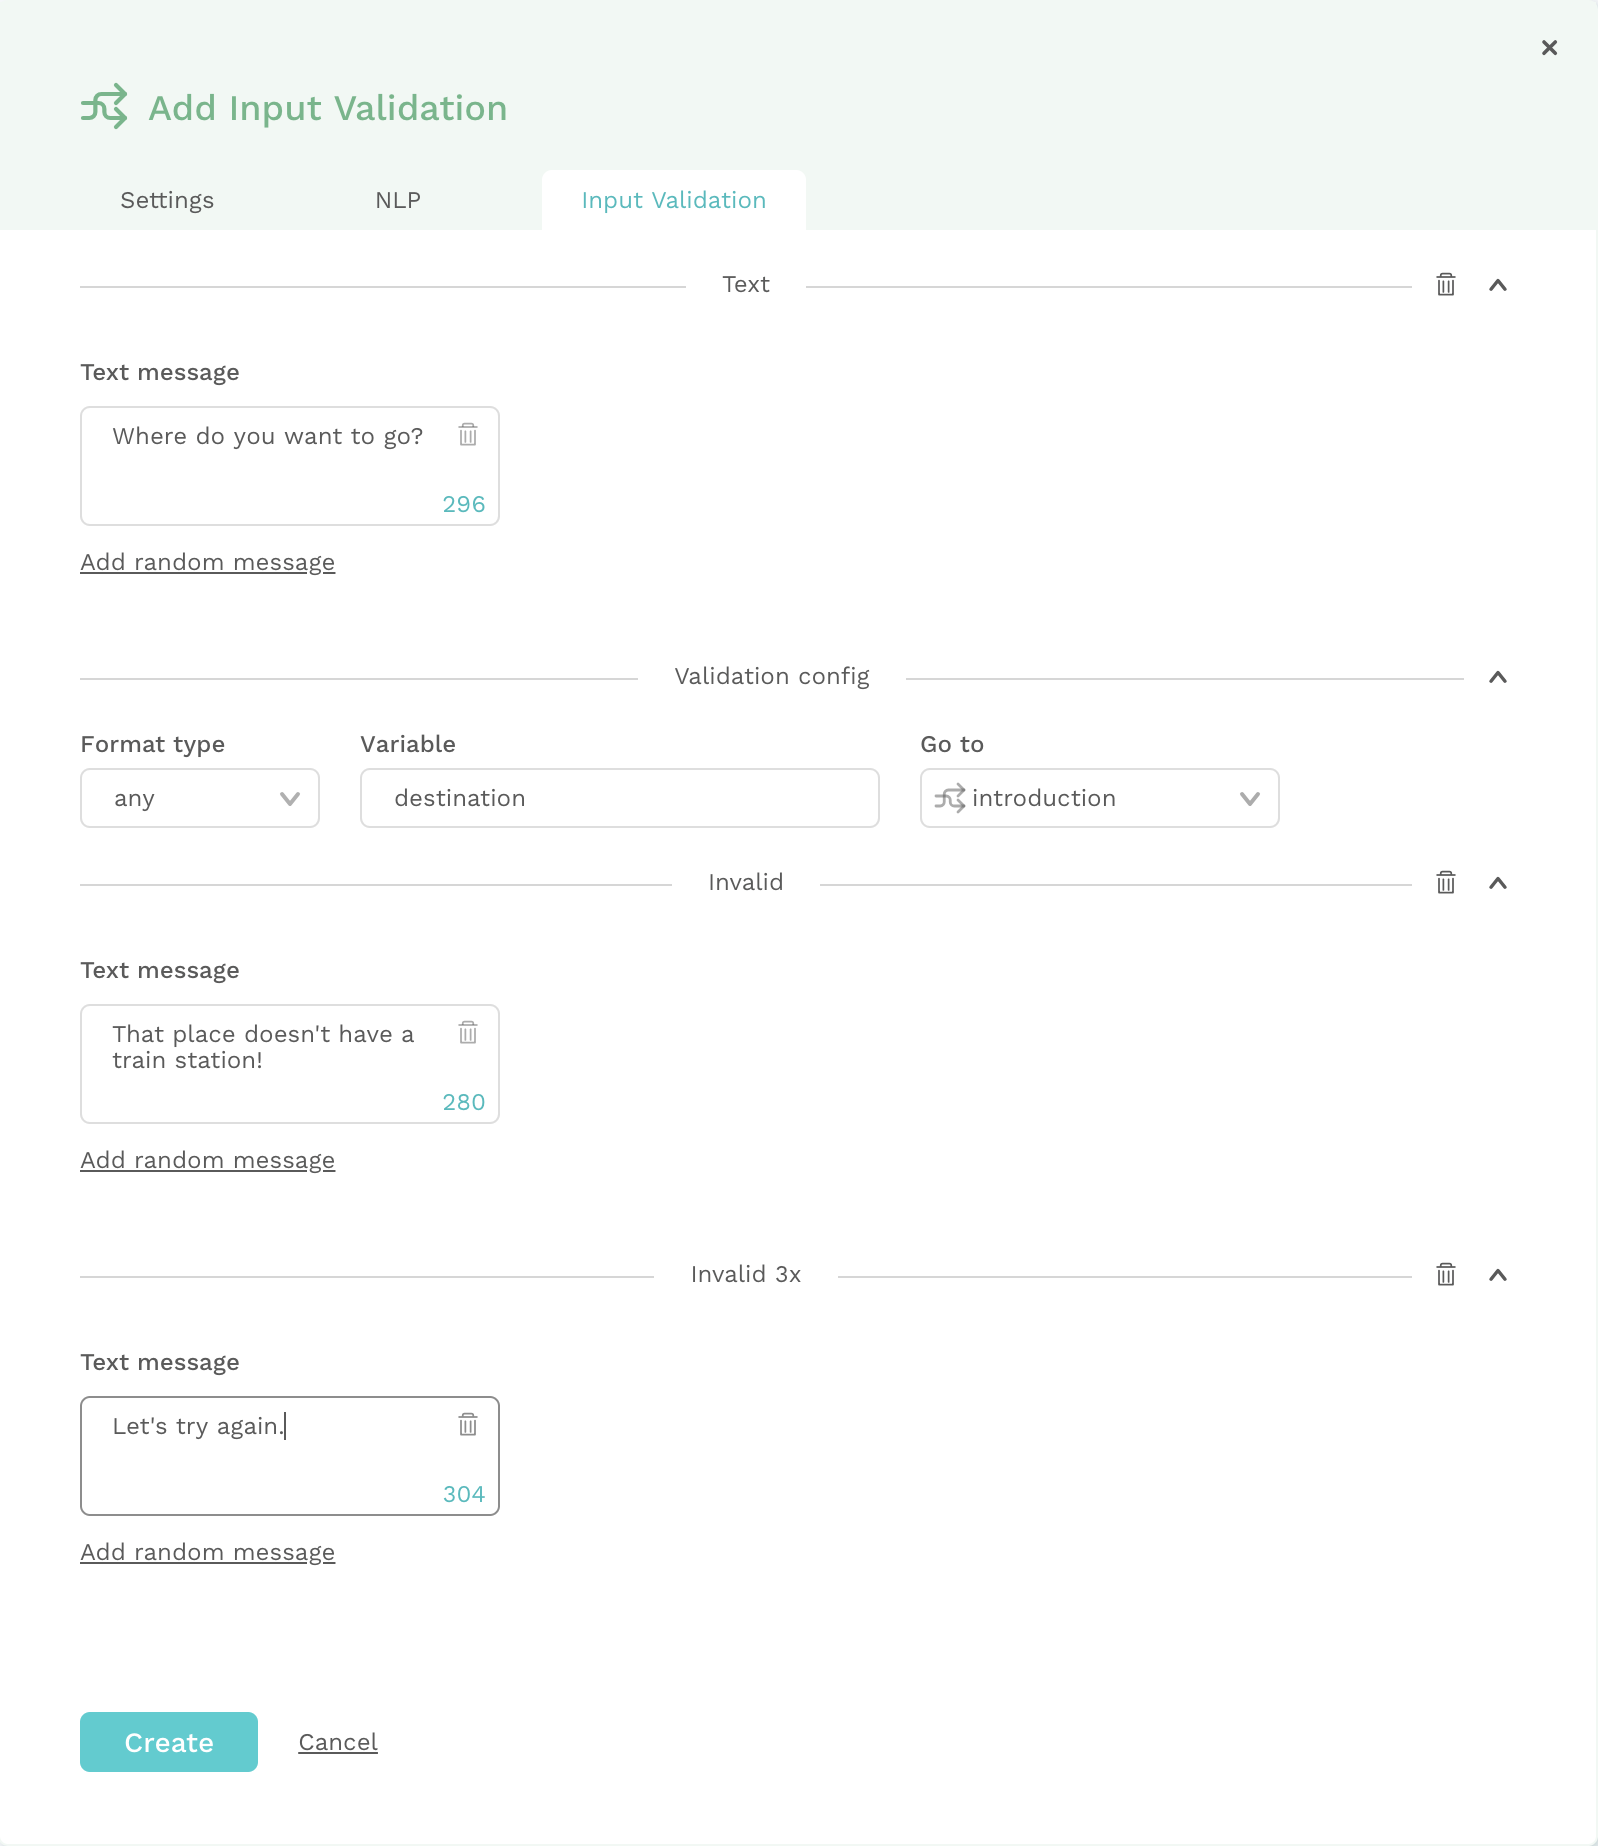 Add Input Validation
Settings NLP Input Validation
Text
Text message
Where do you want to go?
296
Add random message
Validation config
Format type Variable Go to
any destination introduction
Invalid
Text message
That place doesn't have a
train station!
280
Add random message
Invalid 3x
Text message
Let's try again.
304
Add random message
Create Cancel